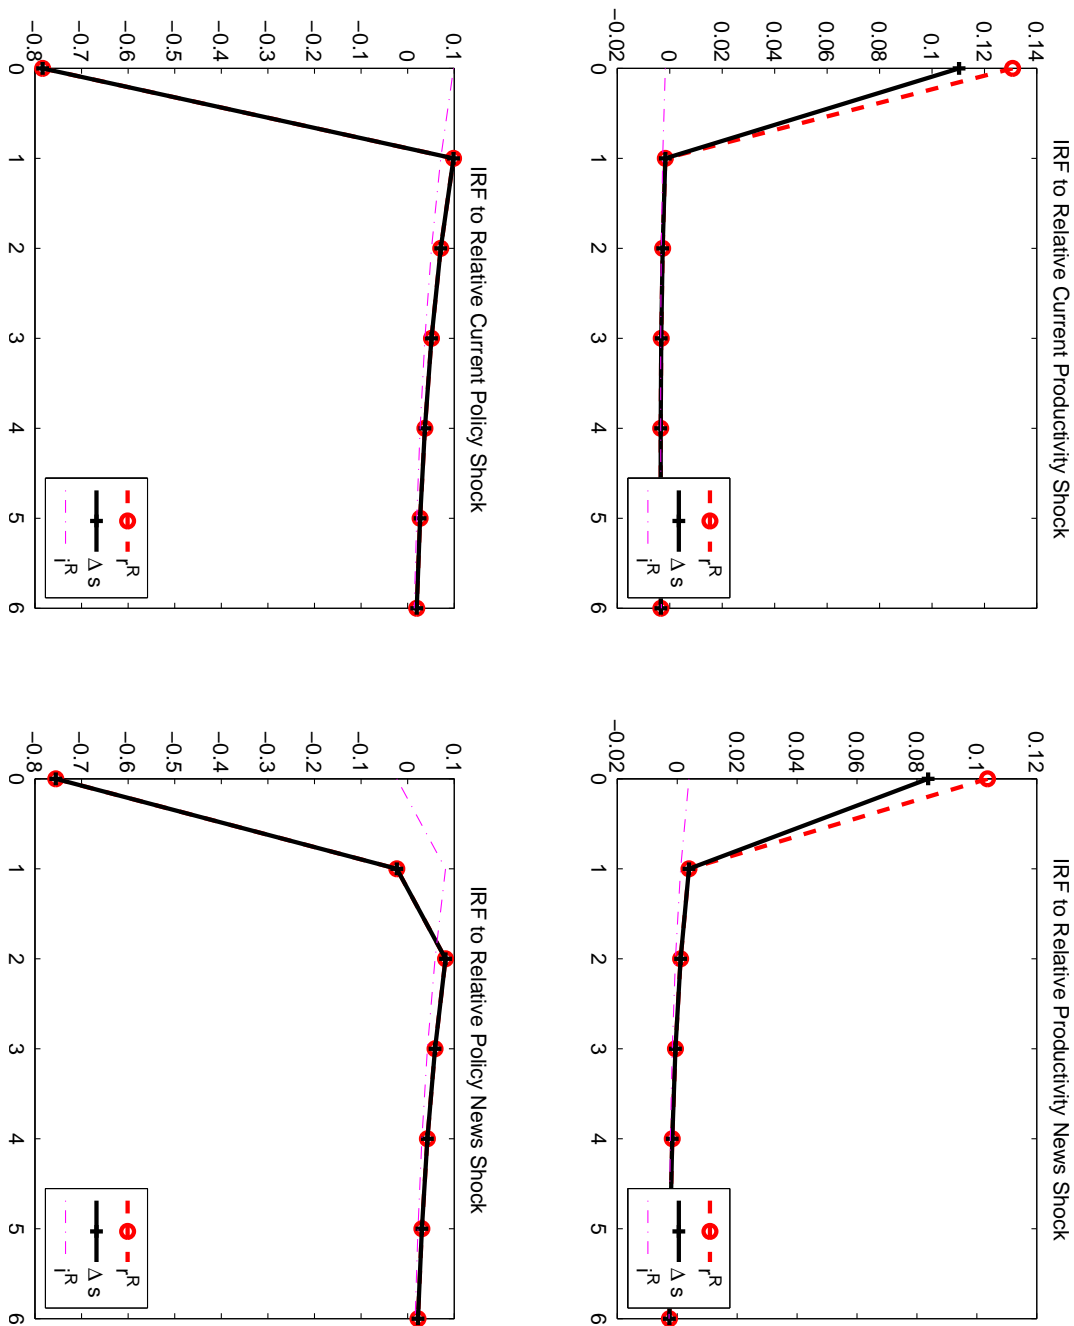 IRF to Relative Current Productivity Shock
0.14
0.12
0.1
0.08
0.06
0.04
0.02
0
−0.02
0 1 2 3 4 5 6
r^R
Δ s
i^R
IRF to Relative Productivity News Shock
0.12
0.1
0.08
0.06
0.04
0.02
0
−0.02
0 1 2 3 4 5 6
r^R
Δ s
i^R
IRF to Relative Current Policy Shock
0.1
0
−0.1
−0.2
−0.3
−0.4
−0.5
−0.6
−0.7
−0.8
0 1 2 3 4 5 6
r^R
Δ s
i^R
IRF to Relative Policy News Shock
0.1
0
−0.1
−0.2
−0.3
−0.4
−0.5
−0.6
−0.7
−0.8
0 1 2 3 4 5 6
r^R
Δ s
i^R